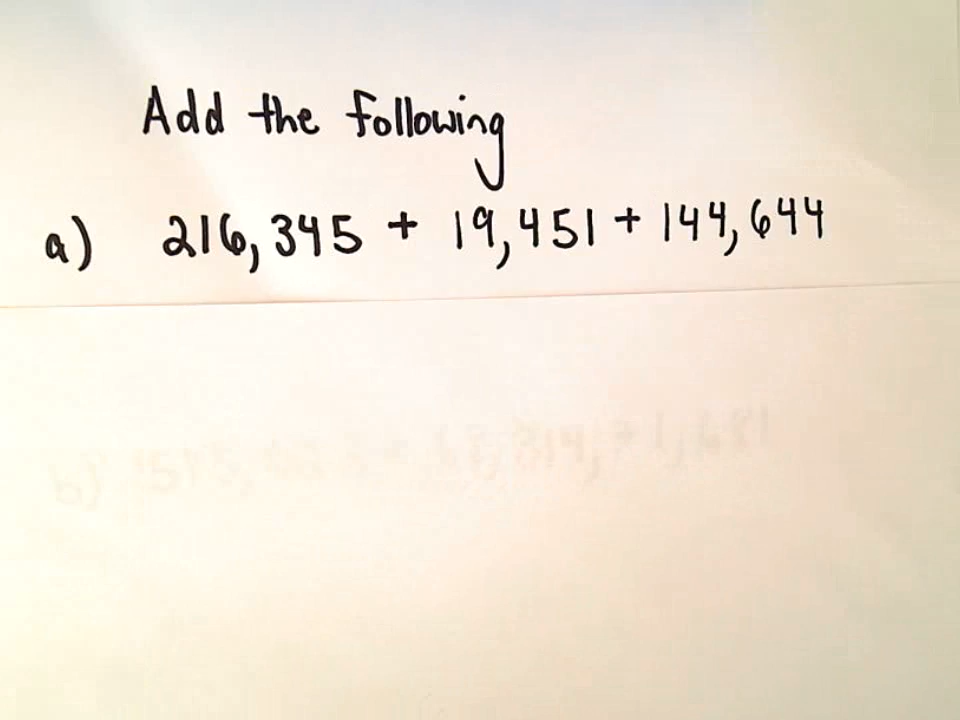 Add the following
a) 216,345 + 19,451 + 144,644
b)